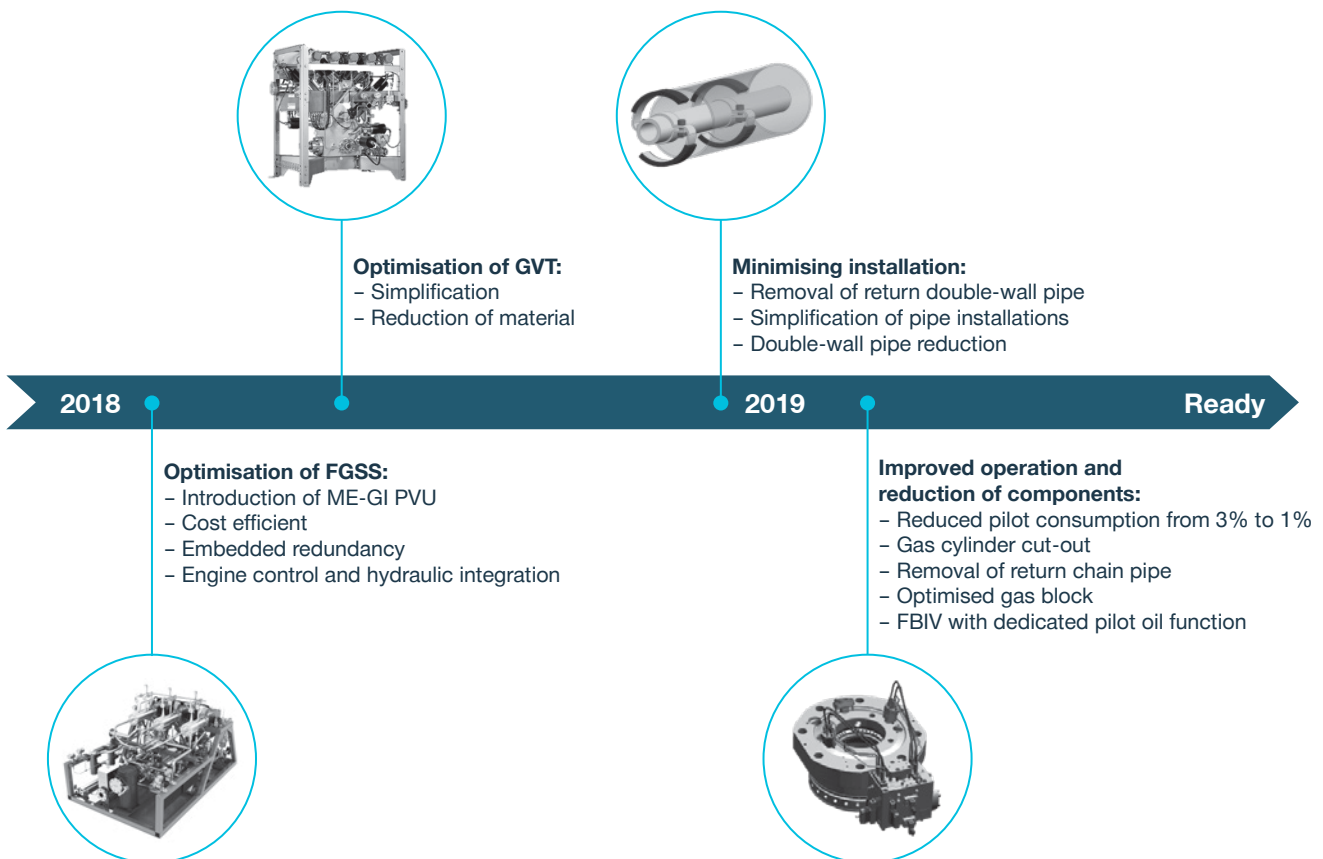 Optimisation of GVT:
– Simplification
– Reduction of material
Minimising installation:
– Removal of return double-wall pipe
– Simplification of pipe installations
– Double-wall pipe reduction
2018
2019
Ready
Optimisation of FGSS:
– Introduction of ME-GI PVU
– Cost efficient
– Embedded redundancy
– Engine control and hydraulic integration
Improved operation and
reduction of components:
– Reduced pilot consumption from 3% to 1%
– Gas cylinder cut-out
– Removal of return chain pipe
– Optimised gas block
– FBIV with dedicated pilot oil function